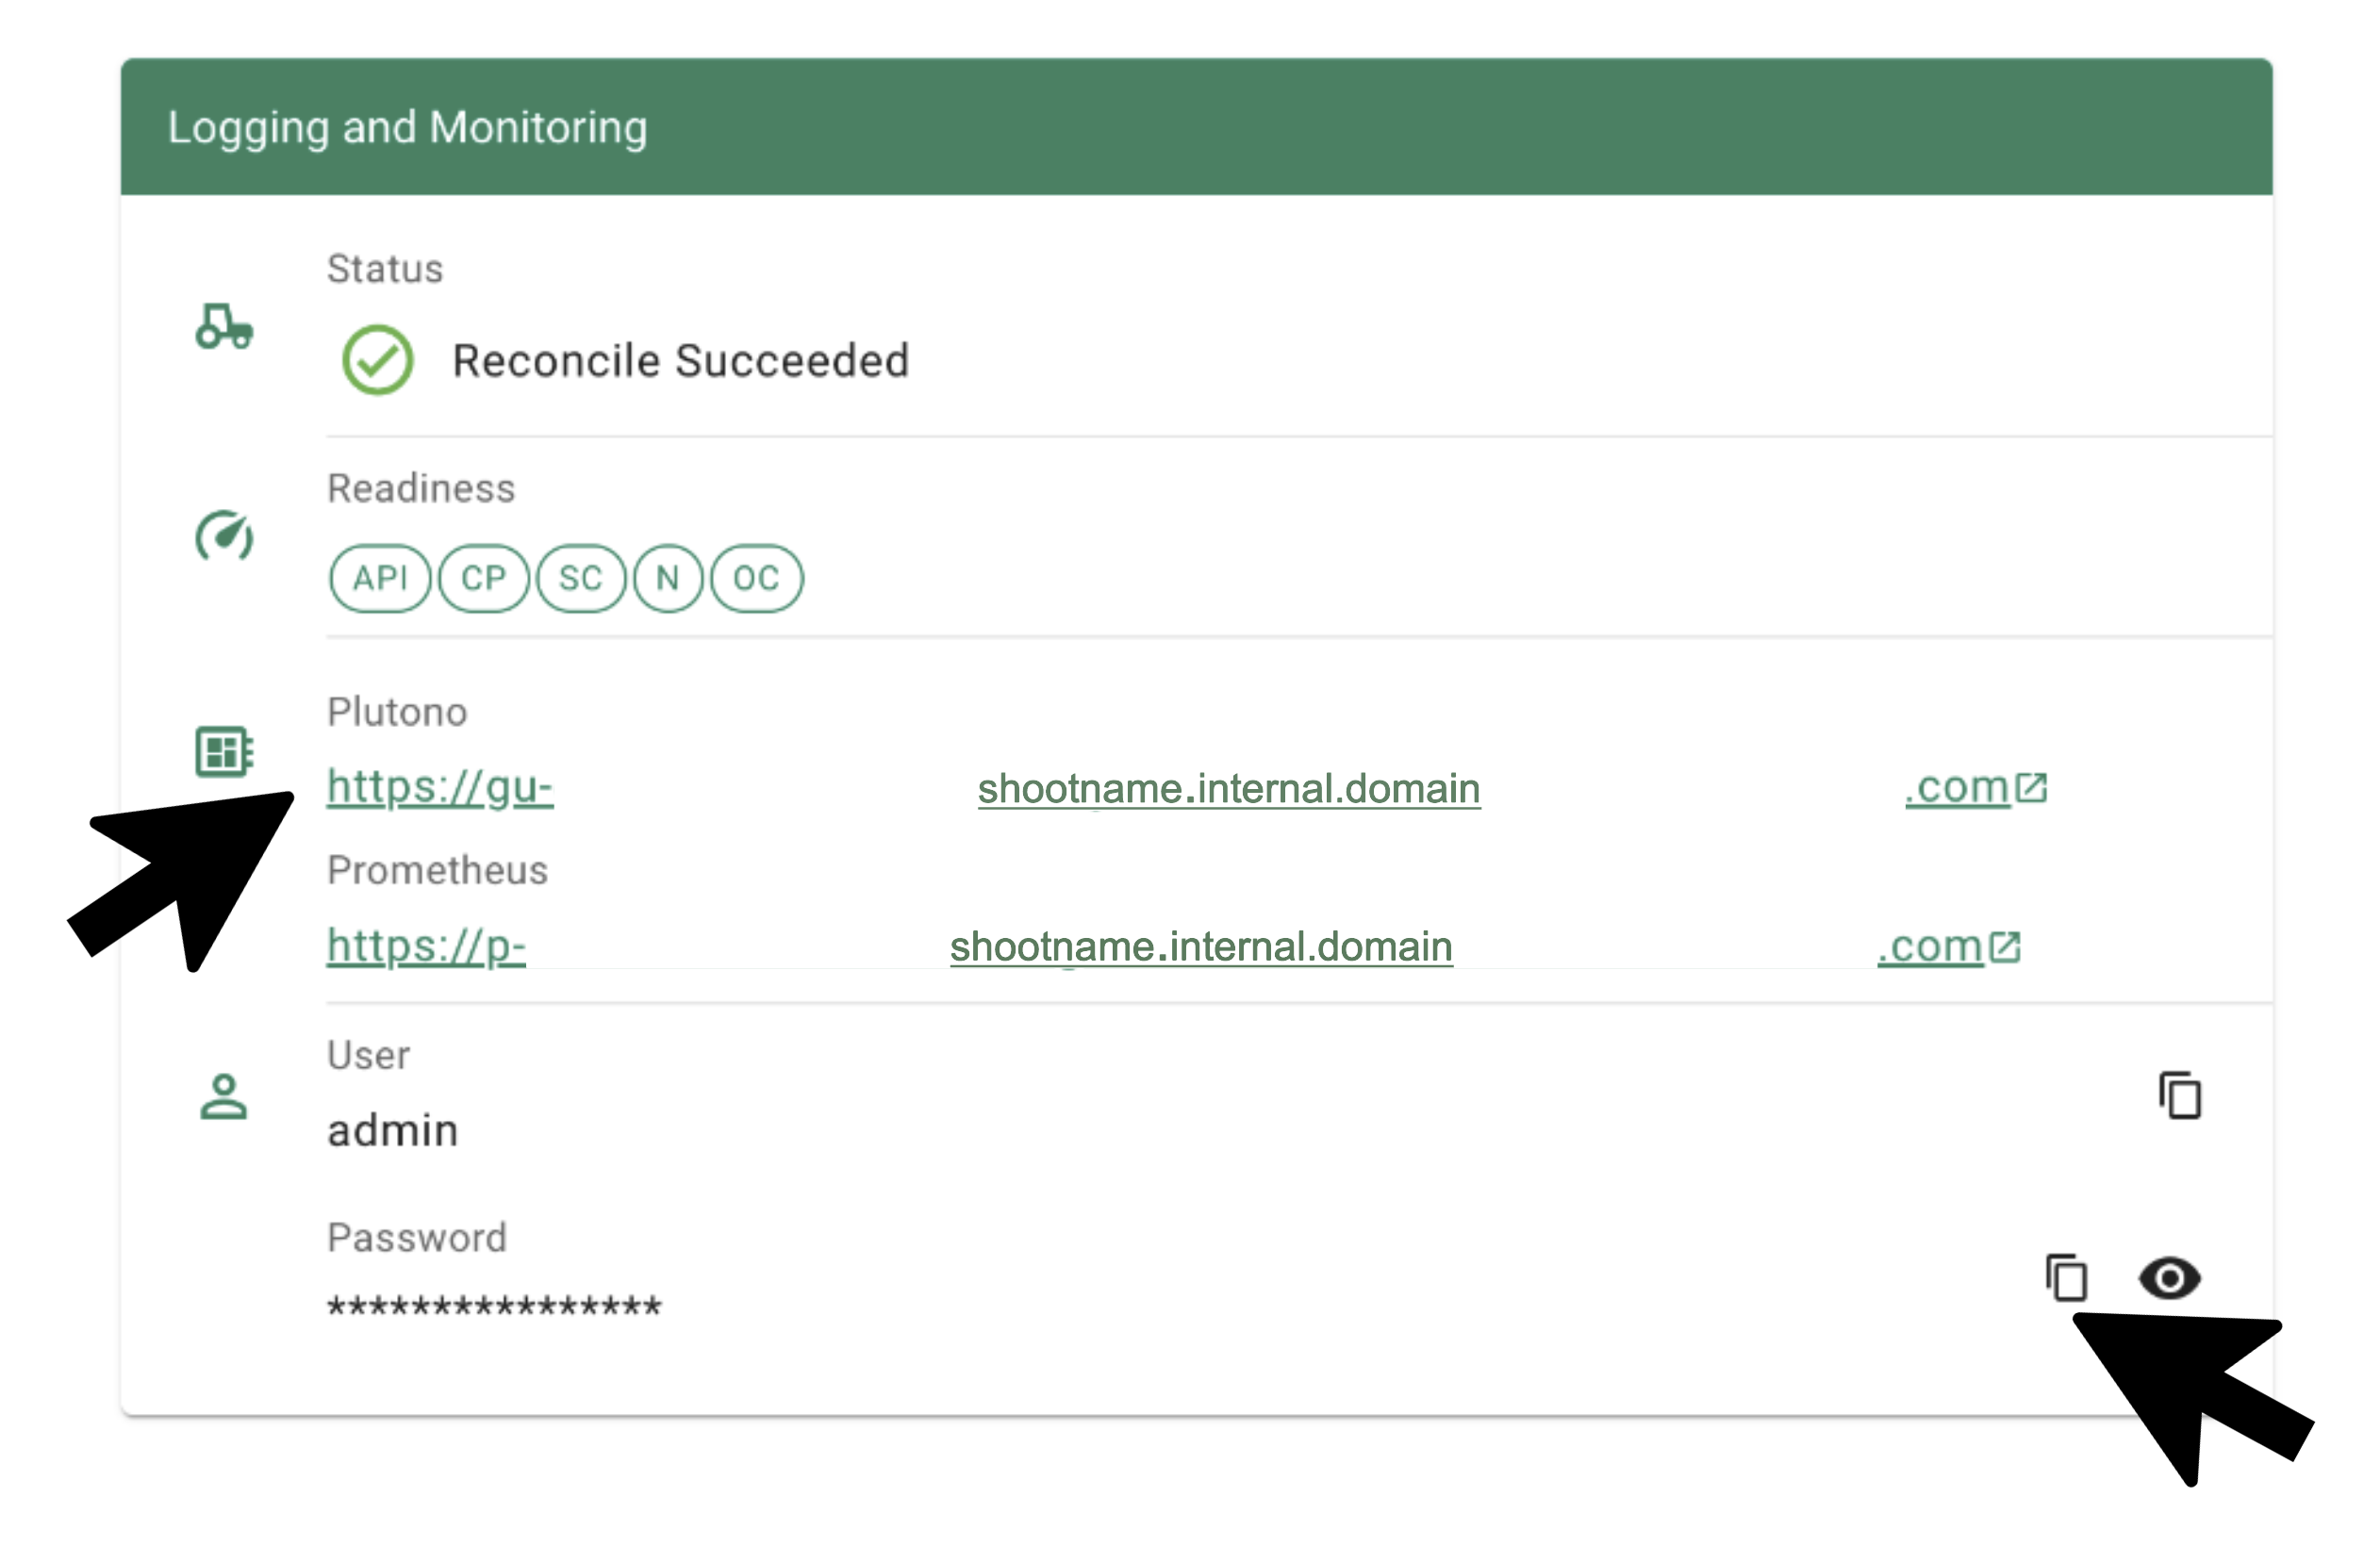 Logging and Monitoring
Status
Reconcile Succeeded
Readiness
API CP SC N OC
Plutono
https://gu- shootname.internal.domain .com
Prometheus
https://p- shootname.internal.domain .com
User
admin
Password
****************